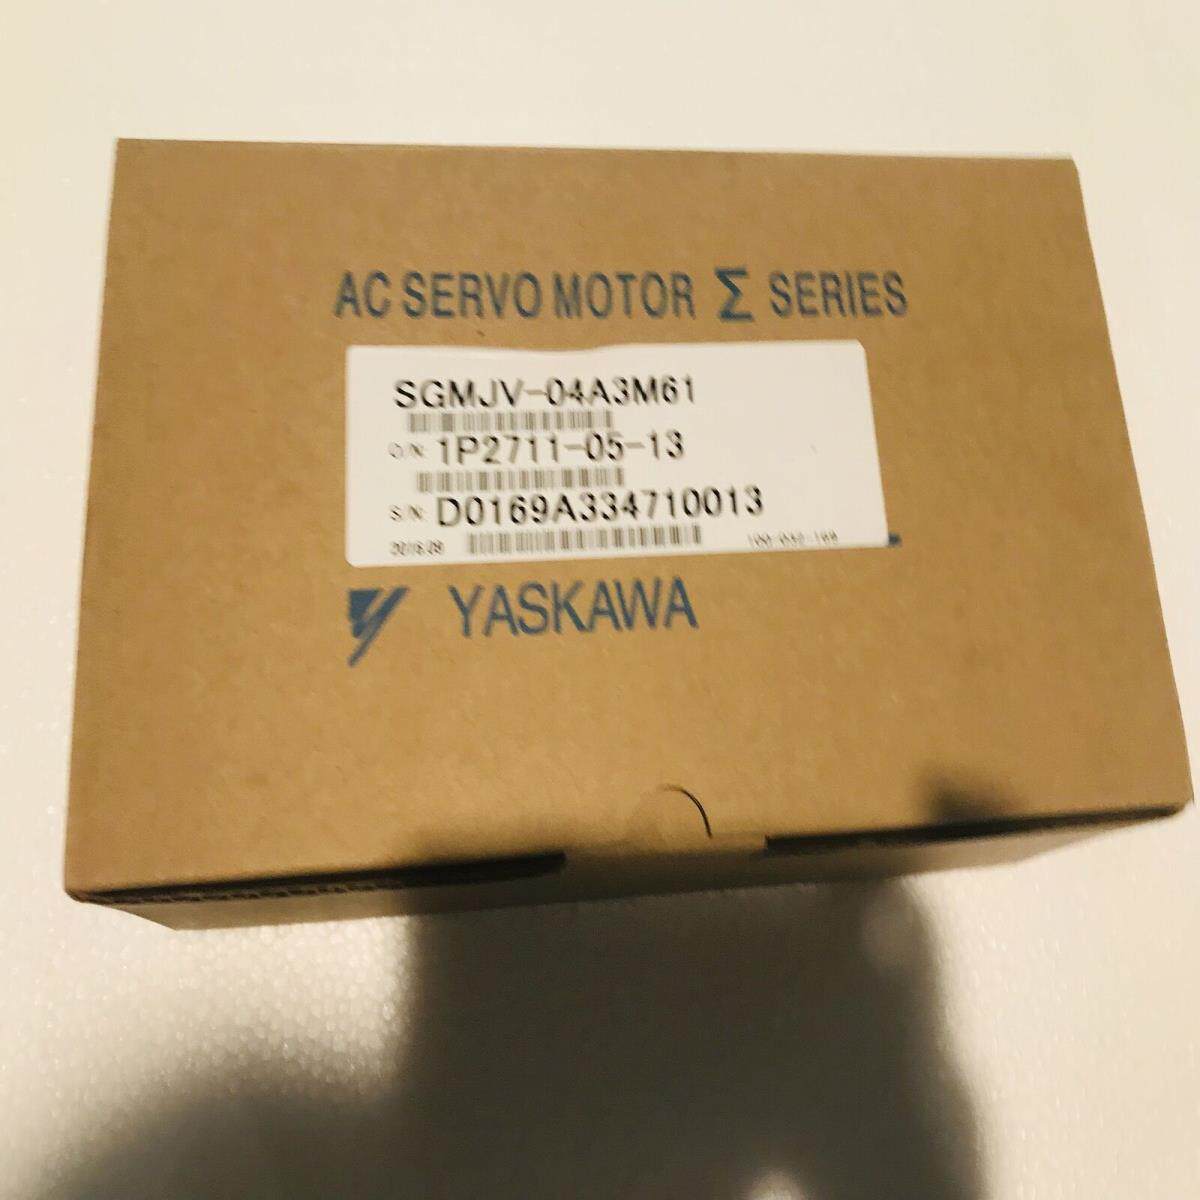 AC SERVO MOTOR Σ SERIES
SGMJV-04A3M61
O/N 1P2711-05-13
S/N D0169A334710013
YASKAWA